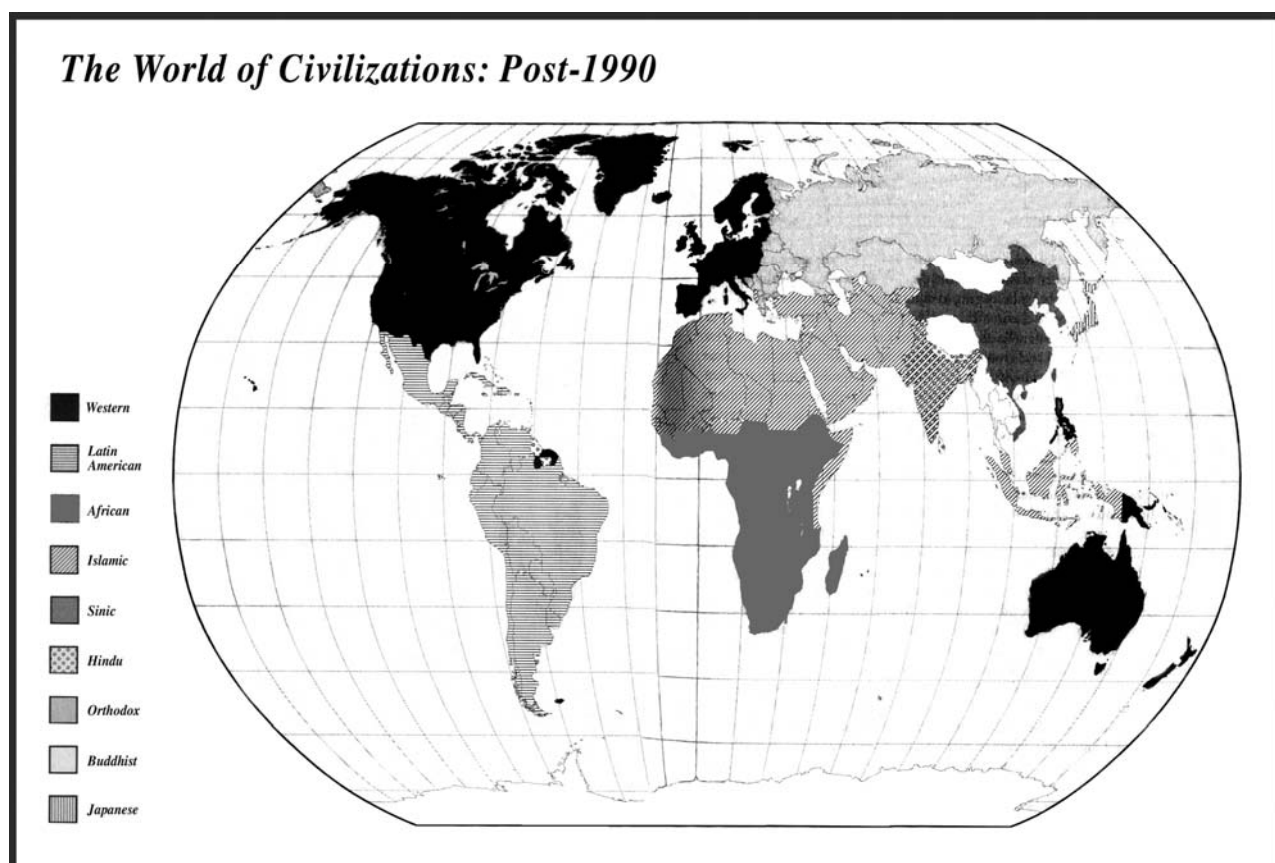 The World of Civilizations: Post-1990
Western
Latin
American
African
Islamic
Sinic
Hindu
Orthodox
Buddhist
Japanese